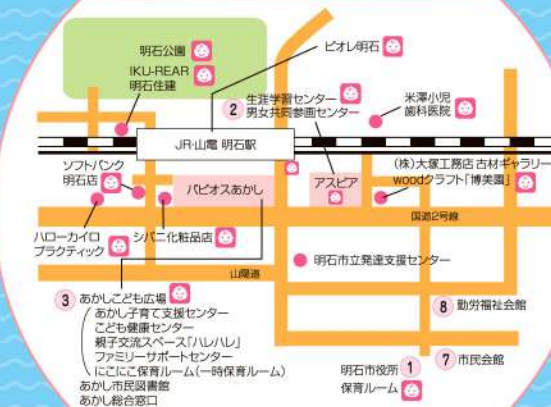 明石公園
ピオレ明石
IKU-REAR
明石住建
2
生涯学習センター
男女共同参画センター
米澤小児
歯科医院
JR・山電 明石駅
ソフトバンク
明石店
パピオスあかし
アスピア
(株)大塚工務店 古材ギャラリー
woodクラフト「博美園」
国道2号線
ハローカイロ
プラクティック
シバニ化粧品店
山陽道
明石市立発達支援センター
3
あかしこども広場
あかし子育て支援センター
こども健康センター
親子交流スペース「ハレハレ」
ファミリーサポートセンター
にこにこ保育ルーム(一時保育ルーム)
あかし市民図書館
あかし総合窓口
8
勤労福祉会館
7
市民会館
明石市役所
1
保育ルーム